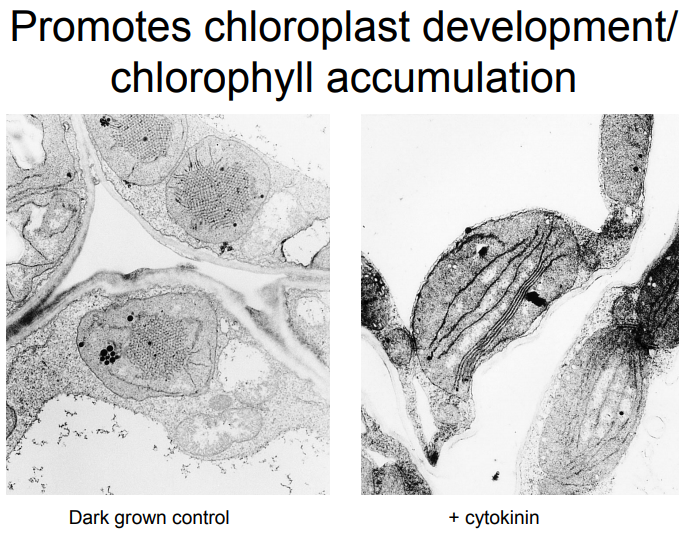 Promotes chloroplast development/
chlorophyll accumulation
Dark grown control
+ cytokinin